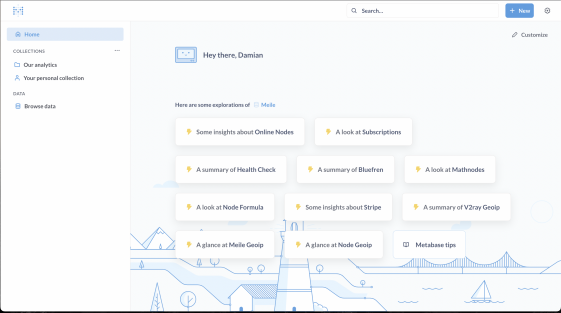 Search...
+ New
Home
Customize
COLLECTIONS
...
Hey there, Damian
Our analytics
Your personal collection
DATA
Browse data
Here are some explorations of Meile
Some insights about Online Nodes
A look at Subscriptions
A summary of Health Check
A summary of Bluefren
A look at Mathnodes
A look at Node Formula
Some insights about Stripe
A summary of V2ray Geoip
A glance at Meile Geoip
A glance at Node Geoip
Metabase tips